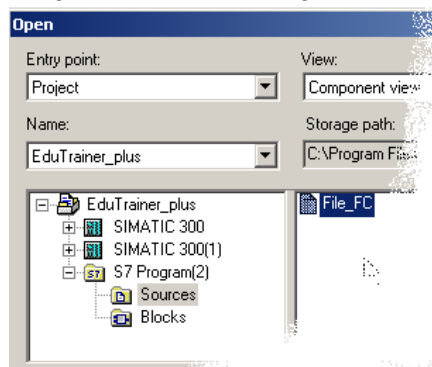 Open
Entry point: View:
Project Component view
Name: Storage path:
EduTrainer_plus C:\Program
EduTrainer_plus File_FC
SIMATIC 300
SIMATIC 300(1)
S7 Program(2)
Sources
Blocks